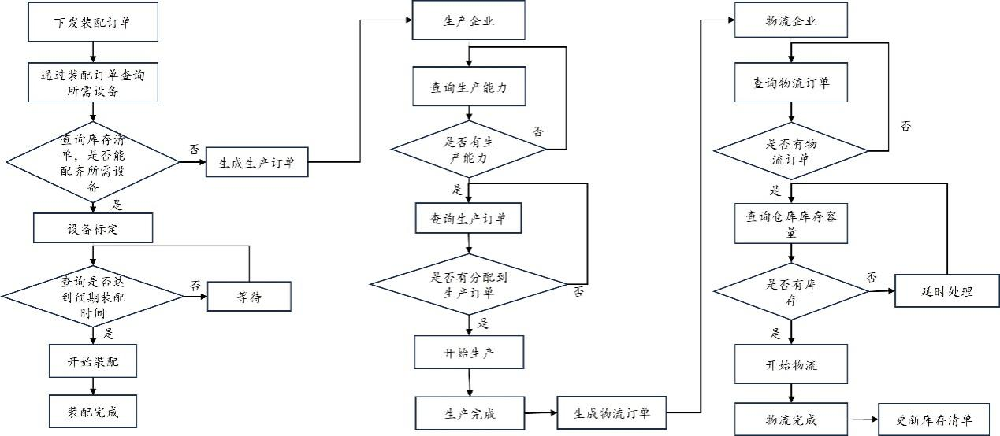 下发装配订单
通过装配订单查询
所需设备
查询库存清
单，是否能
配齐所需设
备
否
生成生产订单
是
设备标定
查询是否达
到预期装配
时间
否
等待
是
开始装配
装配完成
生产企业
查询生产能力
是否有生
产能力
否
是
查询生产订单
是否有分配到
生产订单
否
是
开始生产
生产完成
生成物流订单
物流企业
查询物流订单
是否有物
流订单
否
是
查询仓库库存容
量
是否有库
存
否
延时处理
是
开始物流
物流完成
更新库存清单